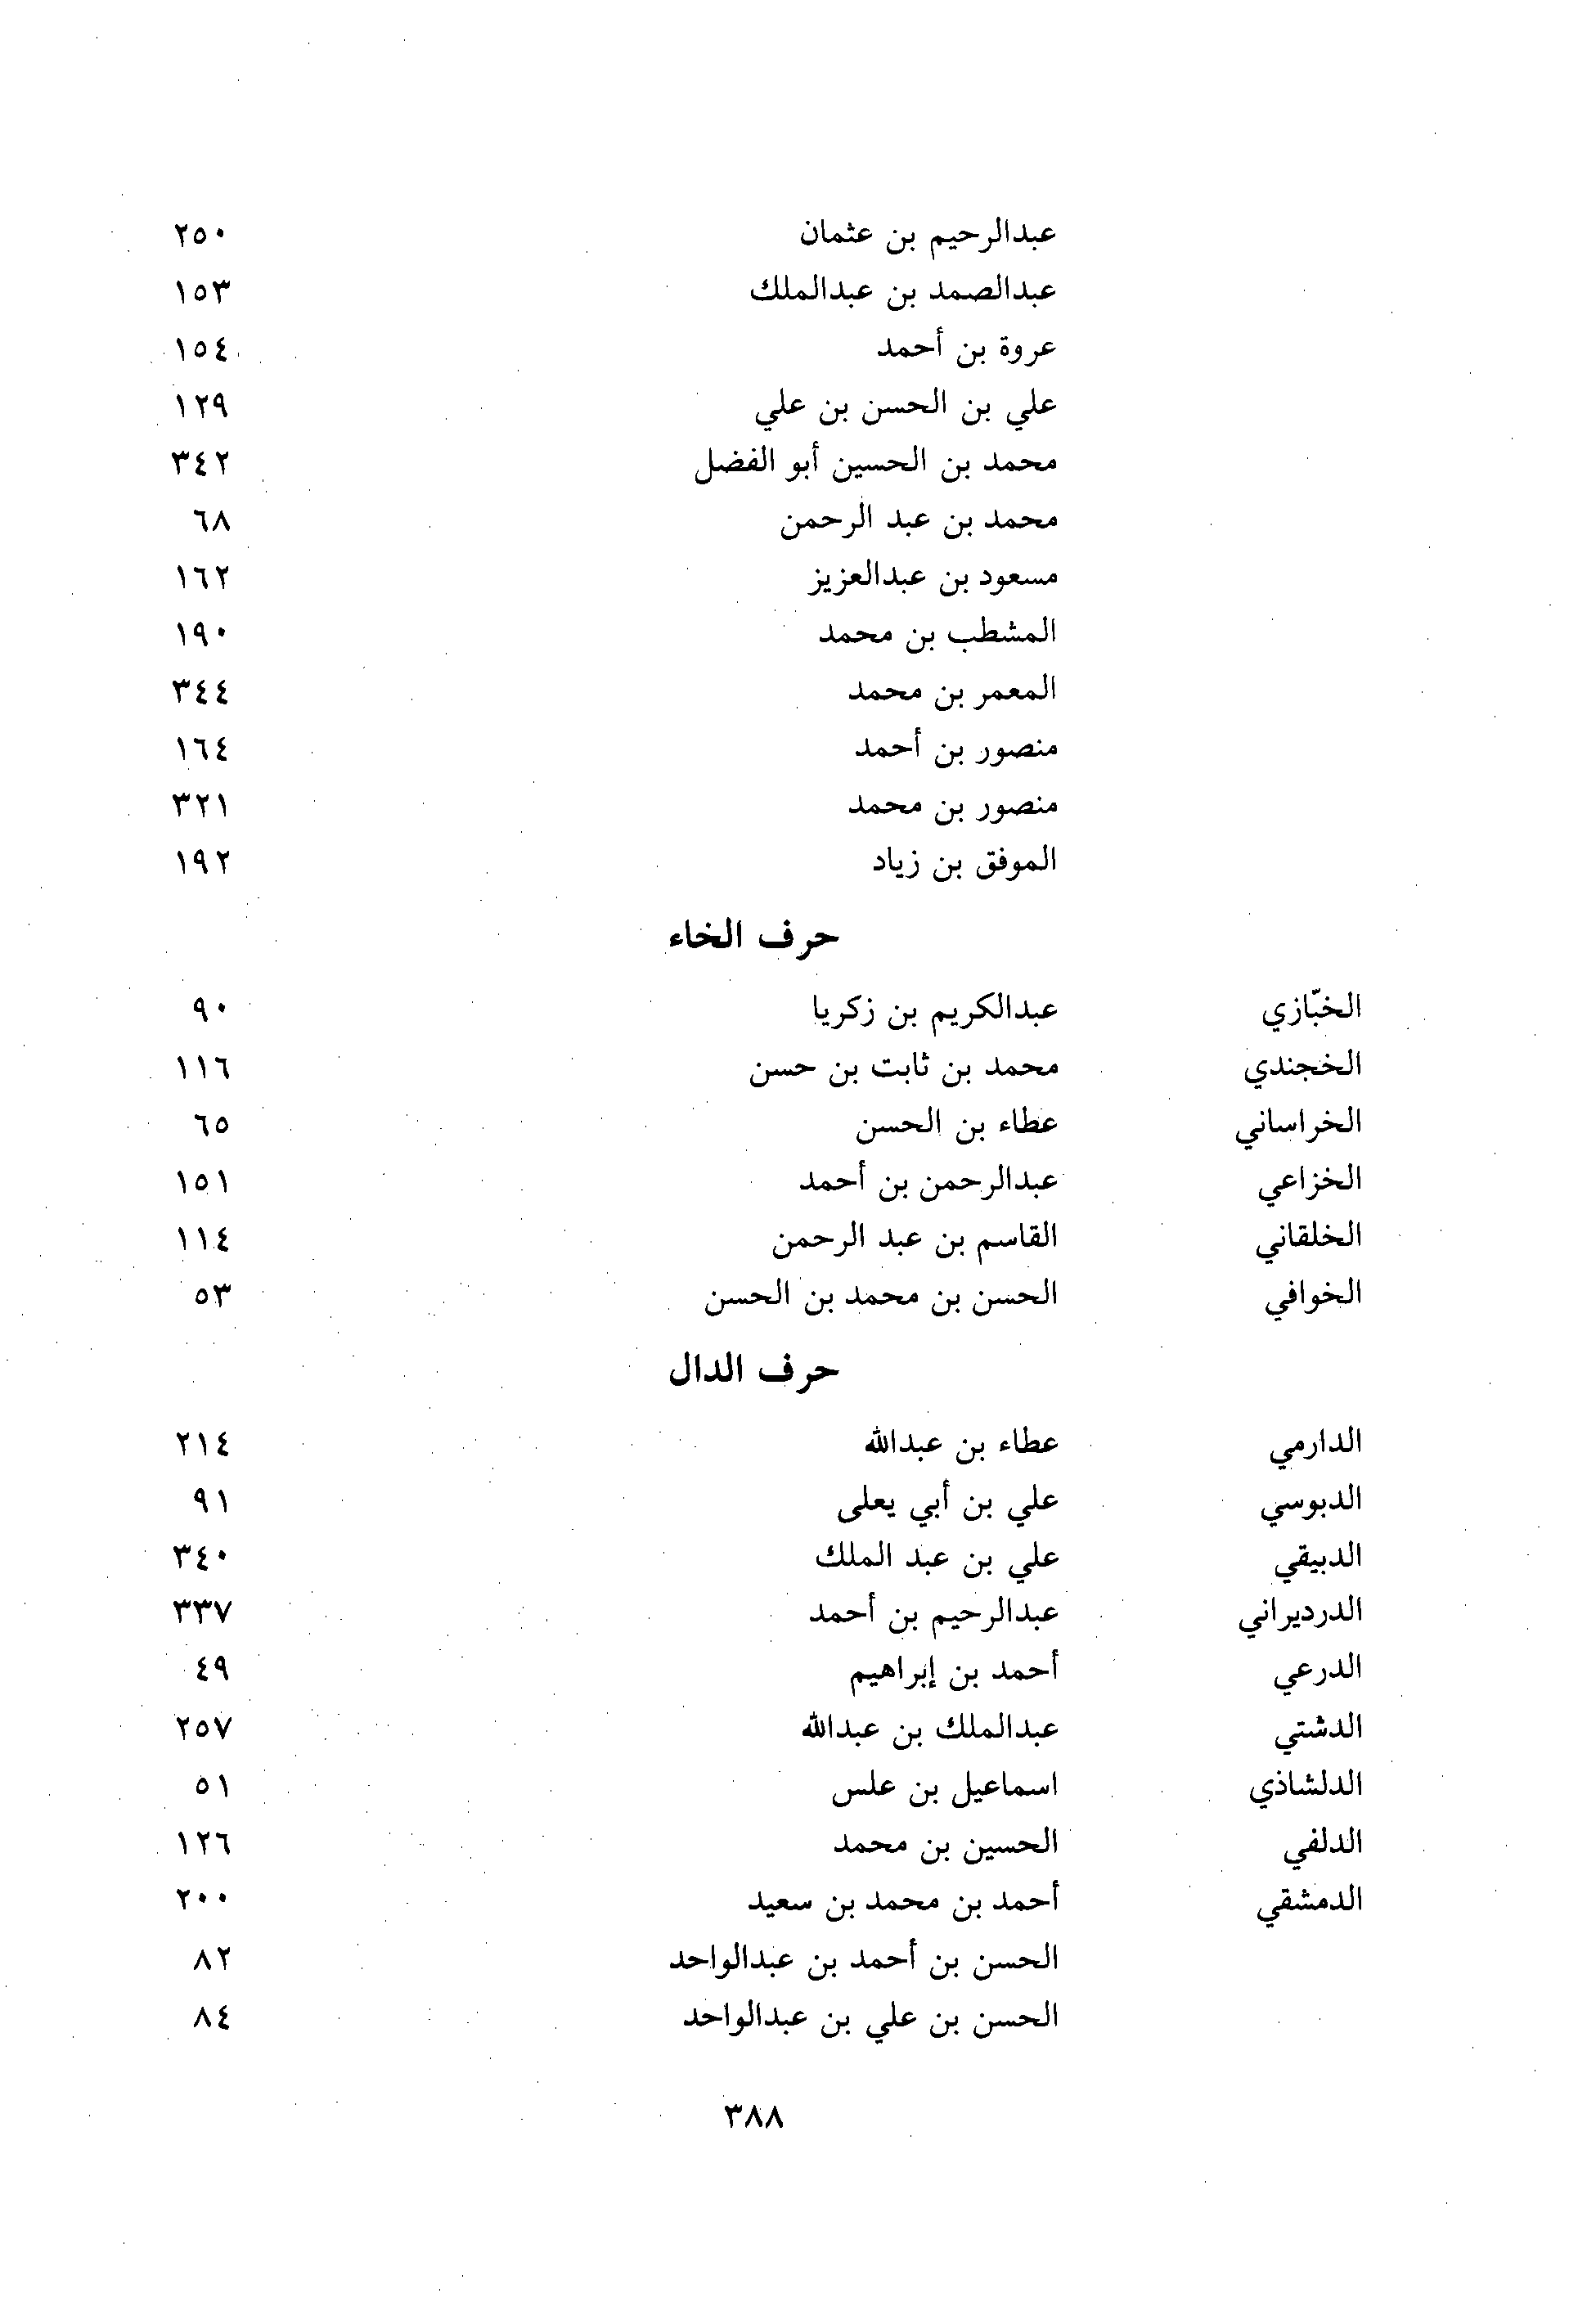 عبدالرحيم بن عثمان ٢٥٠
عبدالصمد بن عبدالملك ١٥٣
عروة بن أحمد ١٥٤
علي بن الحسن بن علي ١٢٩
محمد بن الحسين أبو الفضل ٣٤٢
محمد بن عبد الرحمن ٦٨
مسعود بن عبدالعزيز ١٦٢
المشطب بن محمد ١٩٠
المعمر بن محمد ٣٤٤
منصور بن أحمد ١٦٤
منصور بن محمد ٣٢١
الموفق بن زياد ١٩٢
حرف الخاء
الخبّازي عبدالكريم بن زكريا ٩٠
الخجندي محمد بن ثابت بن حسن ١١٦
الخراساني عطاء بن الحسن ٦٥
الخزاعي عبدالرحمن بن أحمد ١٥١
الخلقاني القاسم بن عبد الرحمن ١١٤
الخوافي الحسن بن محمد بن الحسن ٥٣
حرف الدال
الدارمي عطاء بن عبدالله ٢١٤
الدبوسي علي بن أبي يعلى ٩١
الدبيقي علي بن عبد الملك ٣٤٠
الدرديراني عبدالرحيم بن أحمد ٣٣٧
الدرعي أحمد بن إبراهيم ٤٩
الدشتي عبدالملك بن عبدالله ٢٥٧
الدلشاذي اسماعيل بن علس ٥١
الدلفي الحسين بن محمد ١٢٦
الدمشقي أحمد بن محمد بن سعيد ٢٠٠
الحسن بن أحمد بن عبدالواحد ٨٢
الحسن بن علي بن عبدالواحد ٨٤
٣٨٨